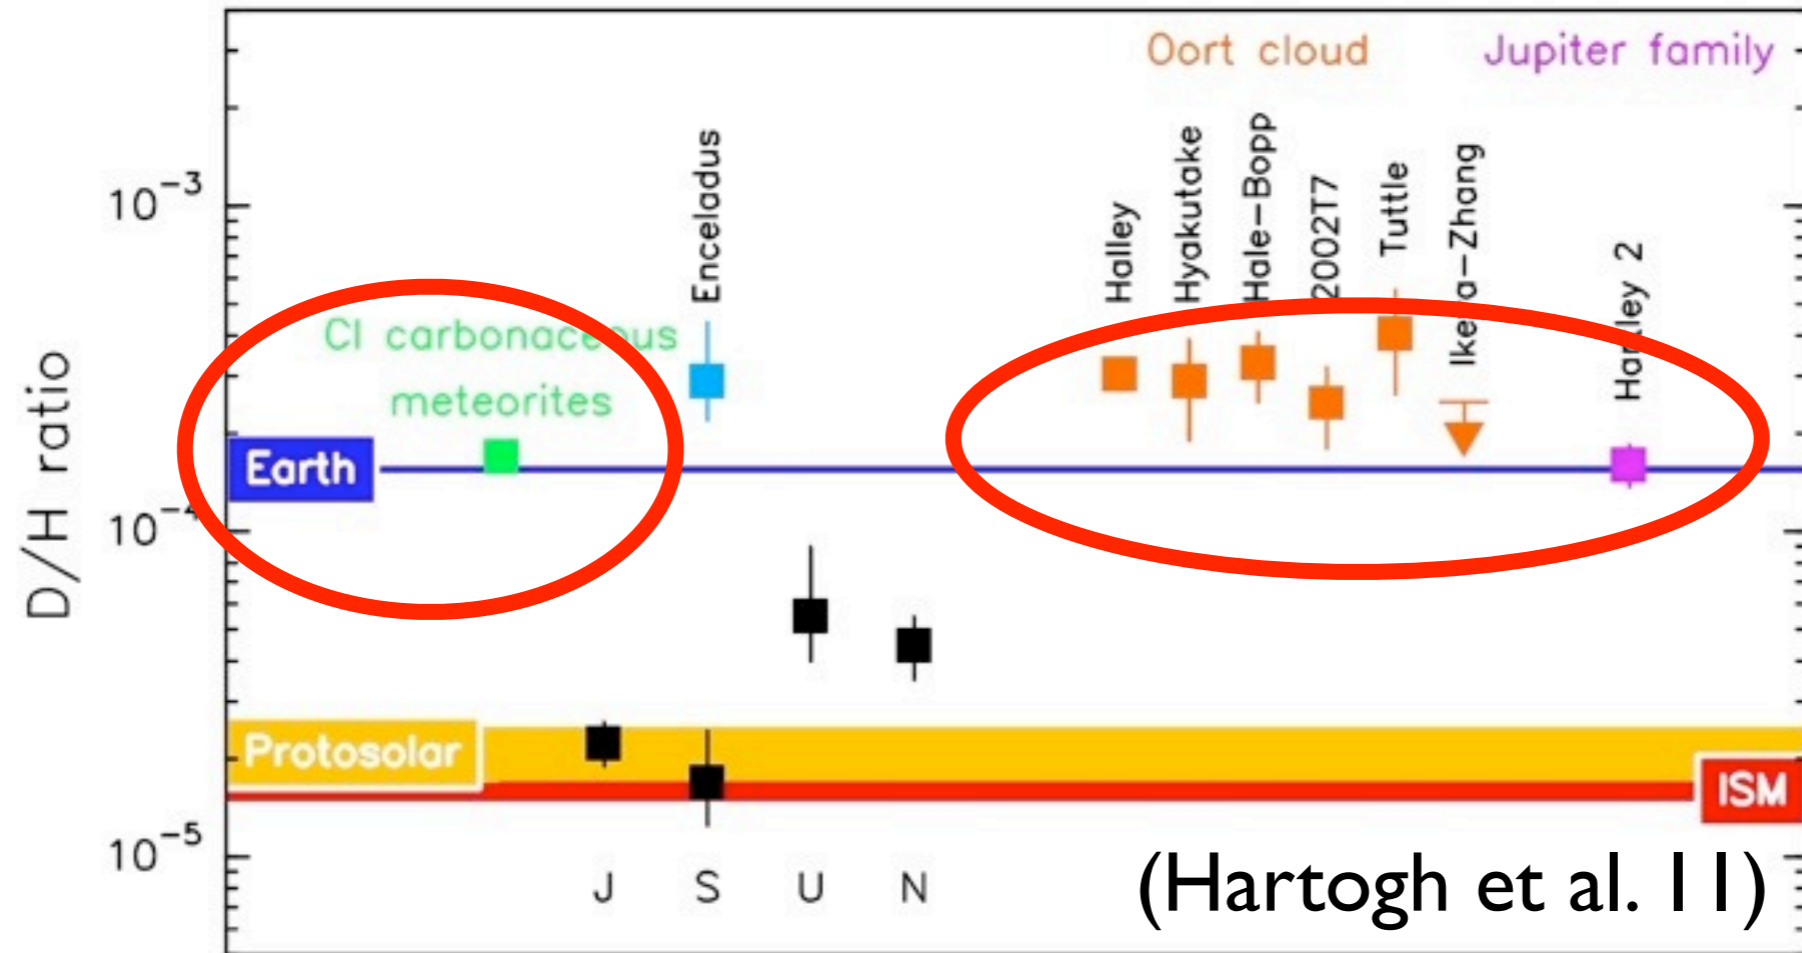 Oort cloud
Jupiter family
D/H ratio
10⁻³
10⁻⁴
10⁻⁵
CI carbonaceous
meteorites
Earth
Enceladus
Halley
Hyakutake
Hale-Bopp
2002T7
Tuttle
Ikeya-Zhang
Hartley 2
Protosolar
ISM
J S U N
(Hartogh et al. 11)